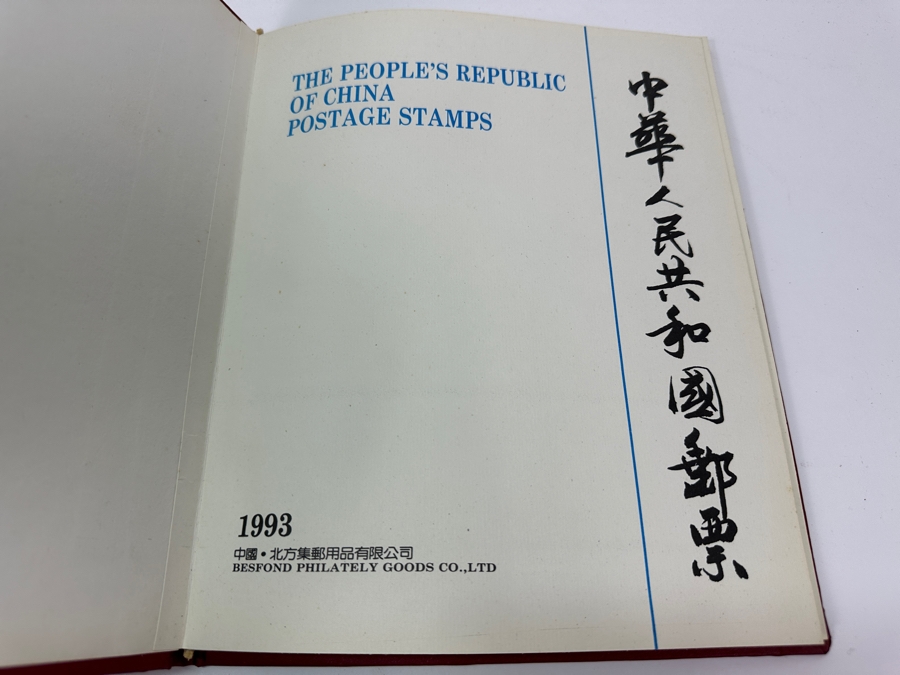 THE PEOPLE'S REPUBLIC
OF CHINA
POSTAGE STAMPS
中華人民共和國郵票
1993
中國・北方集郵用品有限公司
BESFOND PHILATELY GOODS CO.,LTD